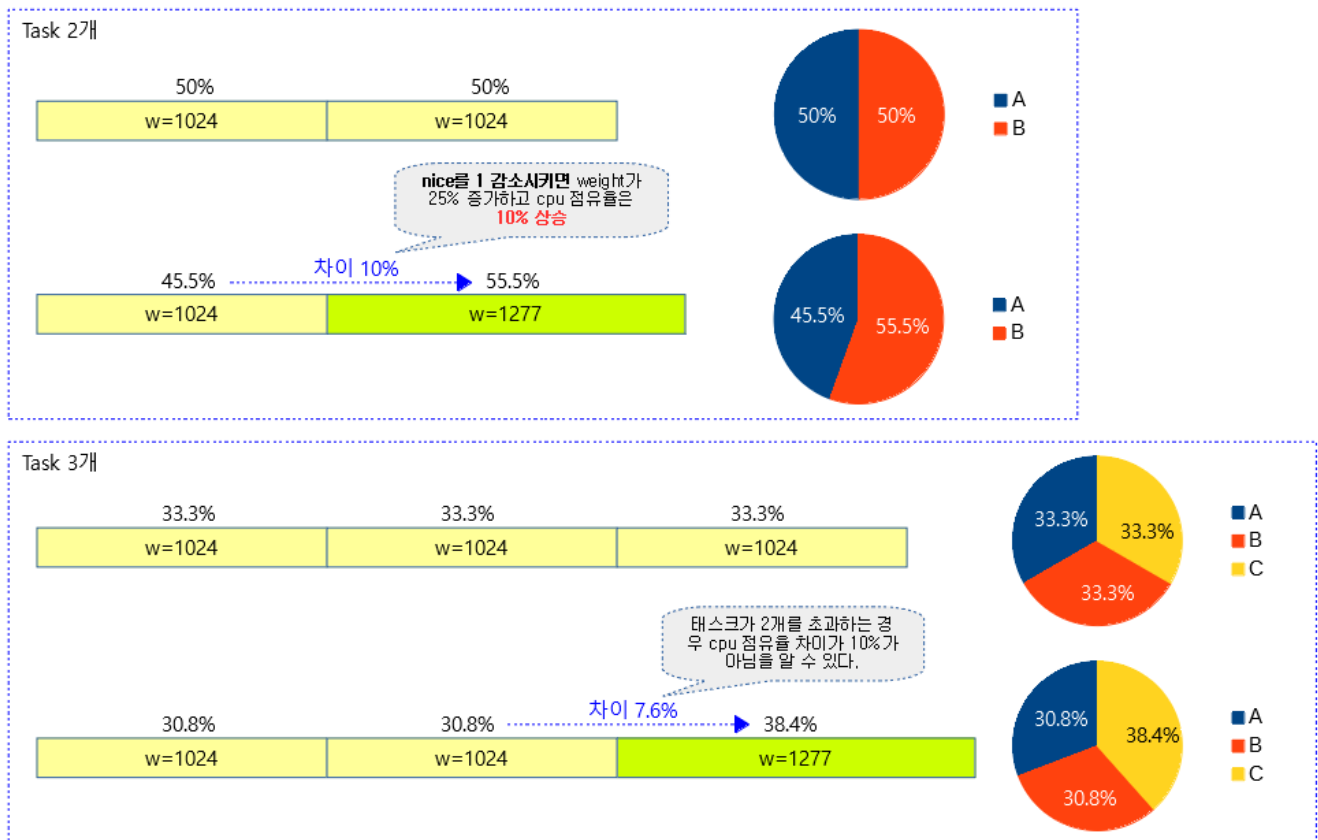 Task 2개
50% 50%
w=1024 w=1024
50% 50%
A
B
nice를 1 감소시키면 weight가
25% 증가하고 cpu 점유율은
10% 상승
차이 10%
45.5% 55.5%
w=1024 w=1277
45.5% 55.5%
A
B
Task 3개
33.3% 33.3% 33.3%
w=1024 w=1024 w=1024
33.3% 33.3%
33.3%
A
B
C
태스크가 2개를 초과하는 경
우 cpu 점유율 차이가 10%가
아님을 알 수 있다.
차이 7.6%
30.8% 30.8% 38.4%
w=1024 w=1024 w=1277
30.8% 38.4%
30.8%
A
B
C